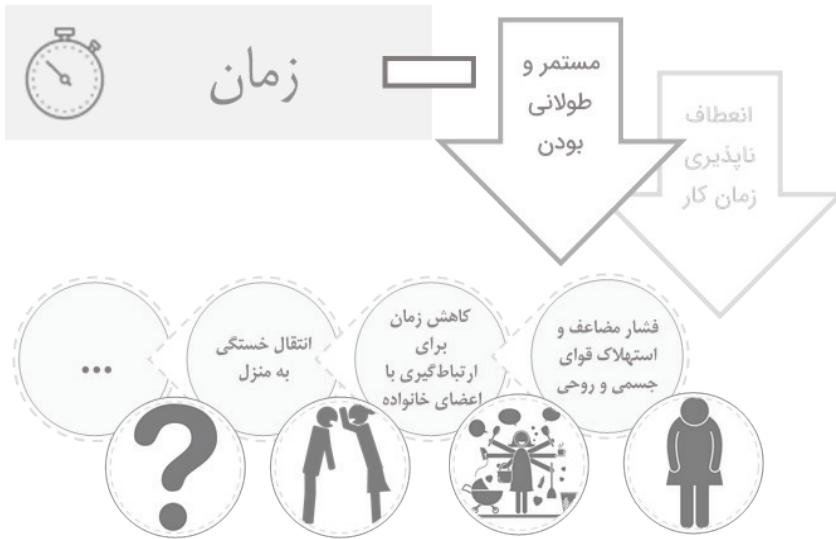 زمان
مستمر و
طولانی
بودن
انعطاف
ناپذیری
زمان کار
فشار مضاعف و
استهلاک قوای
جسمی و روحی
کاهش زمان
برای
ارتباط‌گیری با
اعضای خانواده
انتقال خستگی
به منزل
...